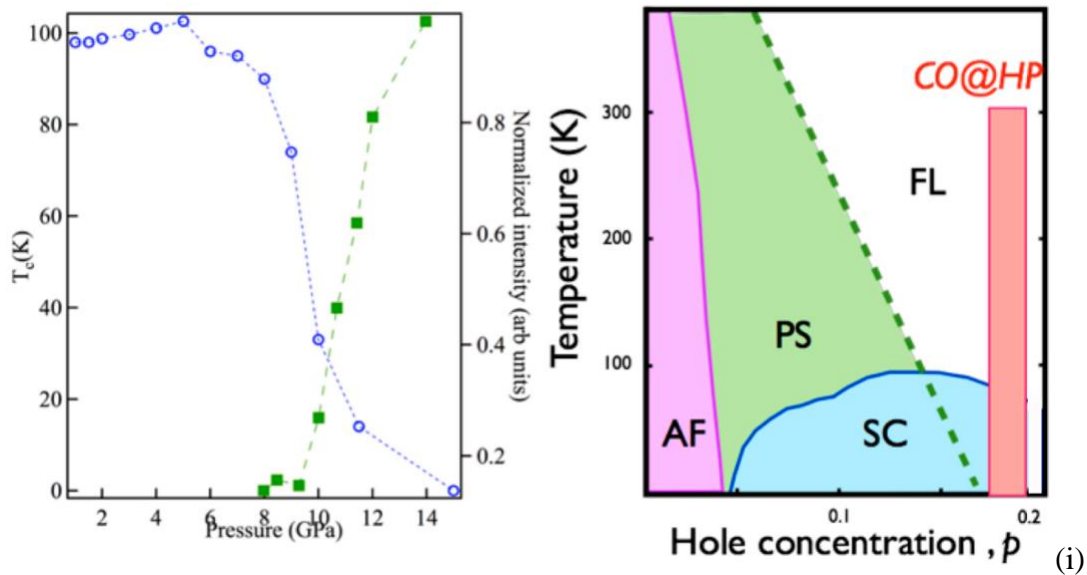 100
80
60
40
20
0
T_c(K)
2 4 6 8 10 12 14
Pressure (GPa)
0.8
0.6
0.4
0.2
Normalized intensity (arb units)
Temperature (K)
300
200
100
CO@HP
FL
PS
AF
SC
0.1 0.2
Hole concentration , p
(i)